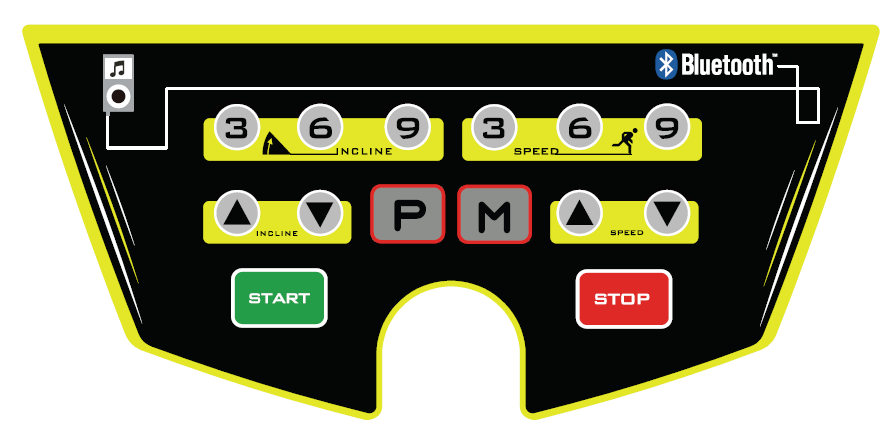 Bluetooth™
3 6 9 3 6 9
INCLINE SPEED
P M
INCLINE SPEED
START STOP